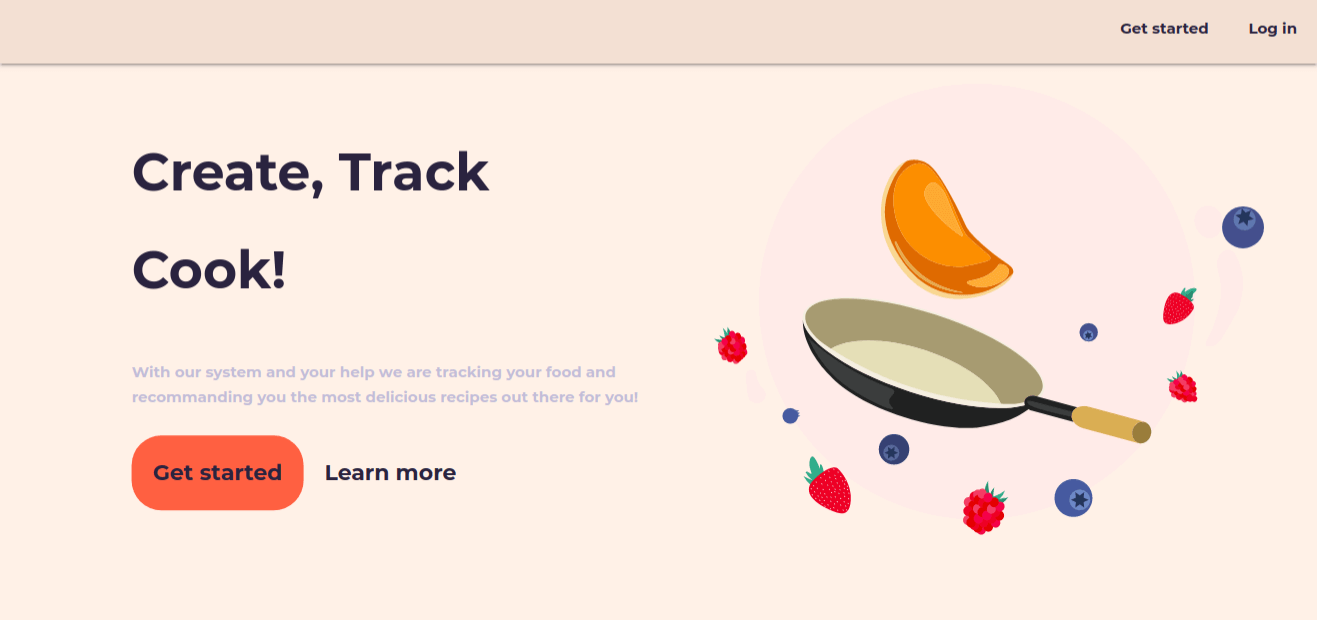 Get started Log in
Create, Track
Cook!
With our system and your help we are tracking your food and
recommanding you the most delicious recipes out there for you!
Get started Learn more